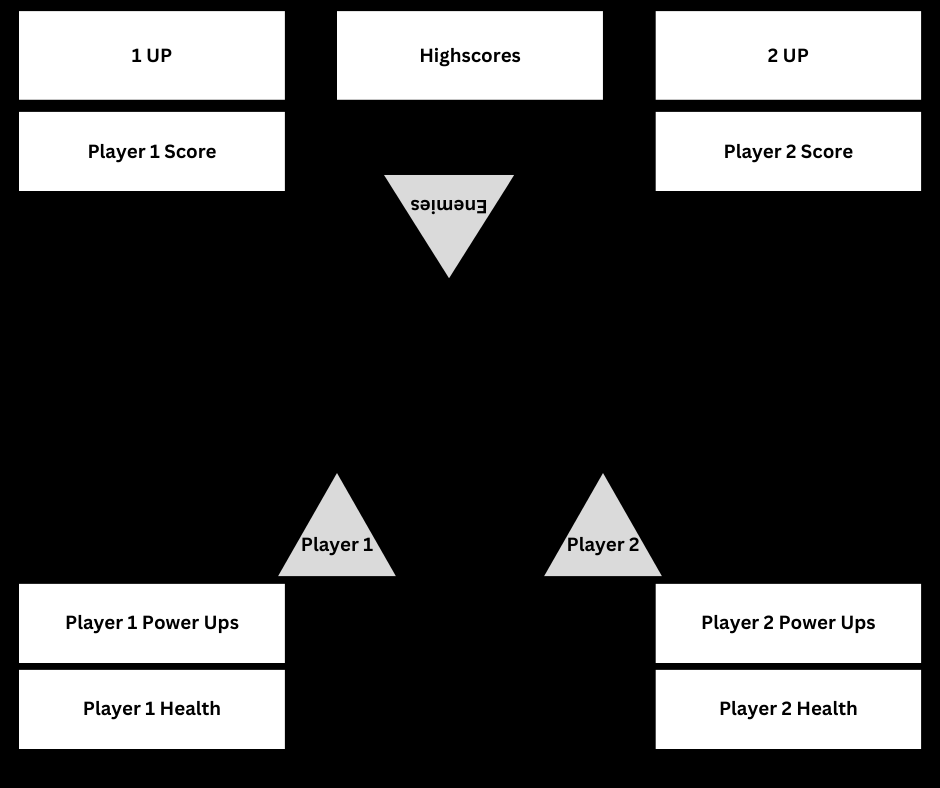 1 UP
Highscores
2 UP
Player 1 Score
Player 2 Score
Enemies
Player 1
Player 2
Player 1 Power Ups
Player 2 Power Ups
Player 1 Health
Player 2 Health